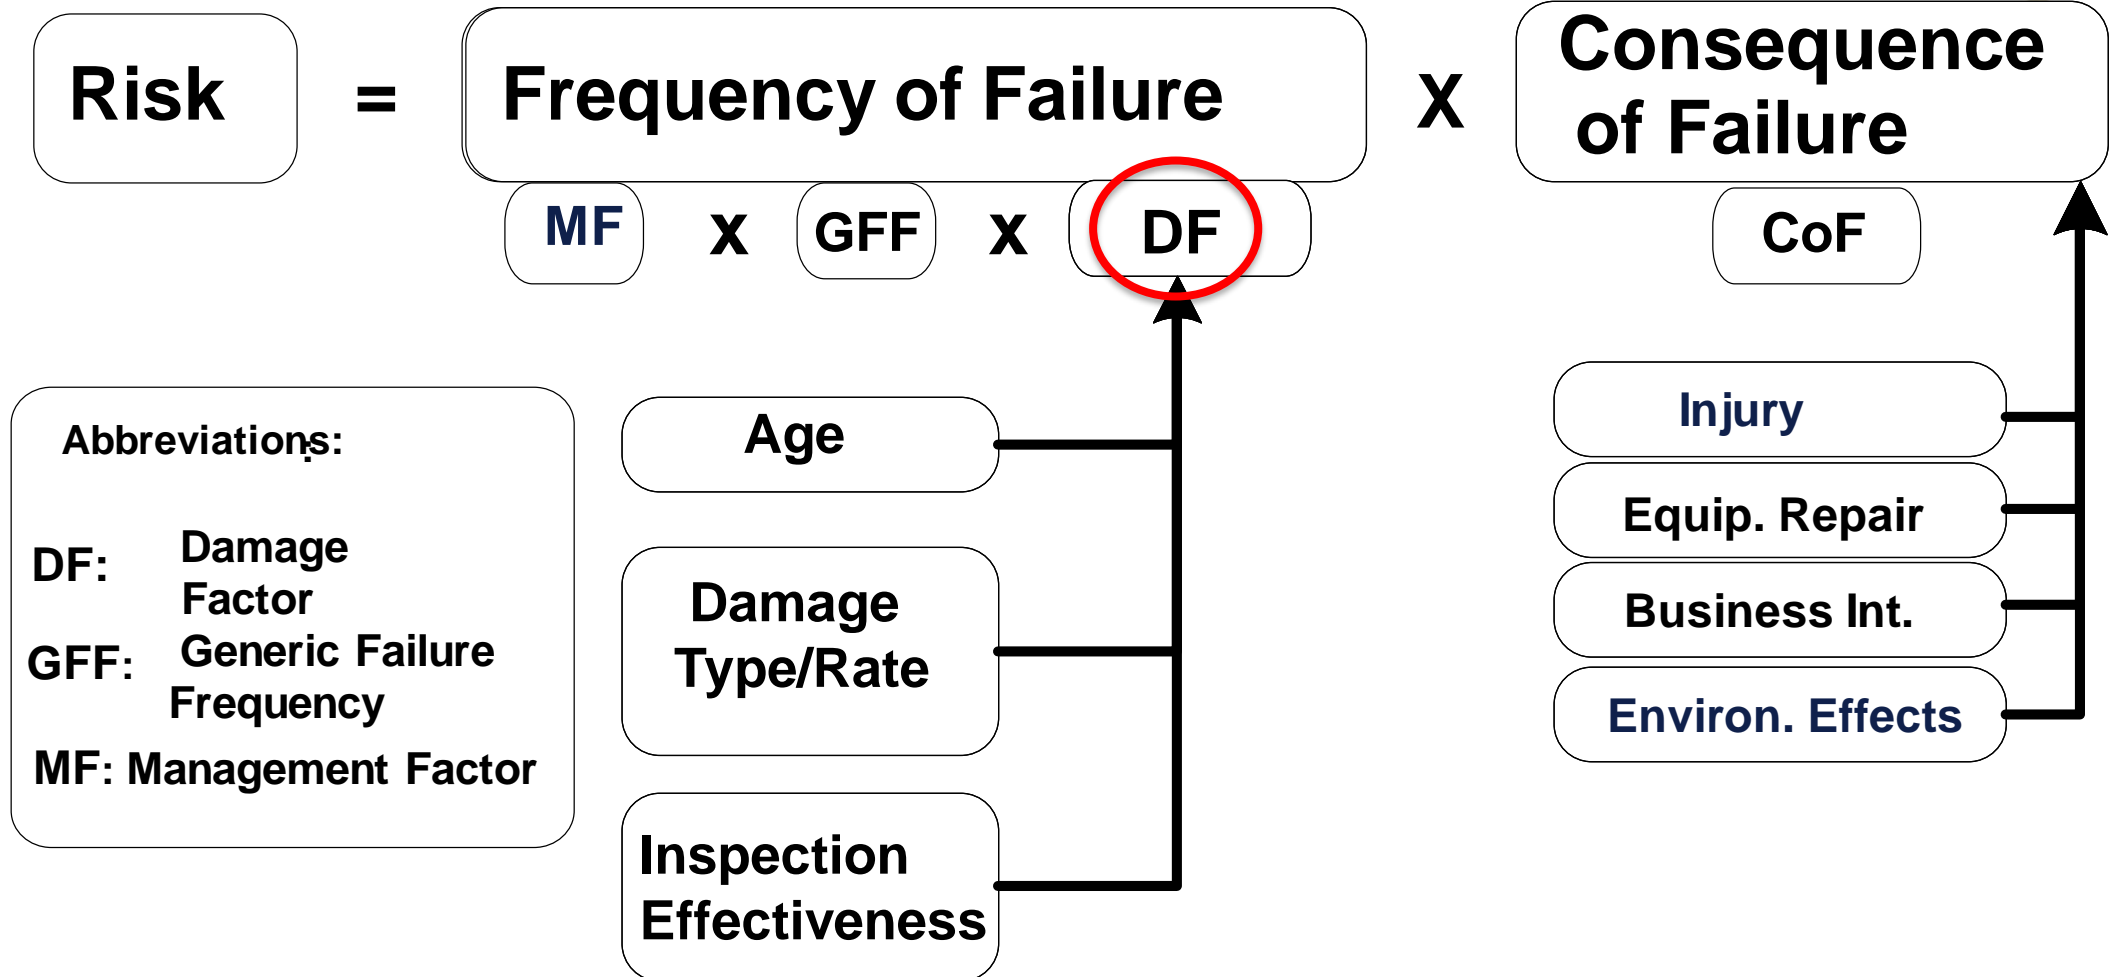 Risk = Frequency of Failure X Consequence
of Failure
MF x GFF x DF
CoF
Abbreviations:
:
DF: Damage
Factor
GFF: Generic Failure
Frequency
MF: Management Factor
Age
Damage
Type/Rate
Inspection
Effectiveness
Injury
Equip. Repair
Business Int.
Environ. Effects